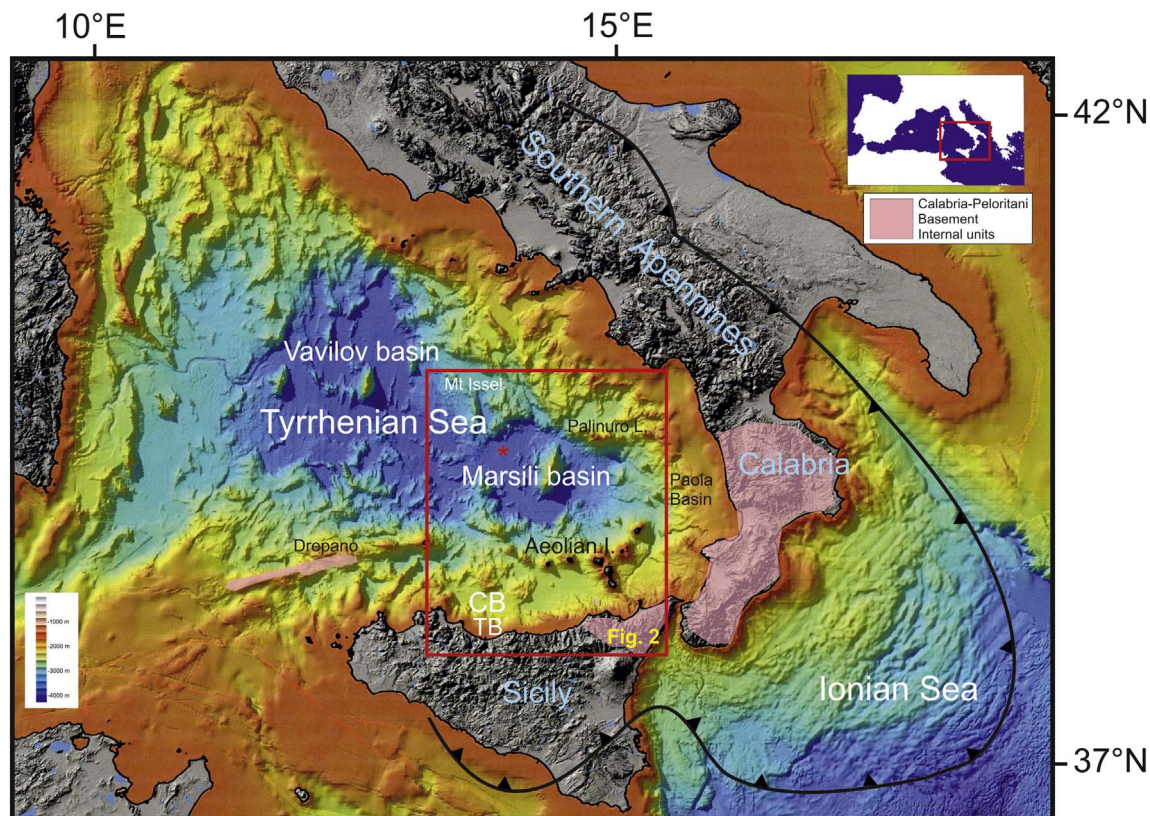 10°E
15°E
42°N
Southern Apennines
Calabria-Peloritani
Basement
Internal units
Vavilov basin
Mt Issel
Tyrrhenian Sea
Palinuro L.
Marsili basin
Calabria
Paola
Basin
Drepano
Aeolian I.
CB
TB
Fig. 2
-1000 m
-2000 m
-3000 m
-4000 m
Sicily
Ionian Sea
37°N